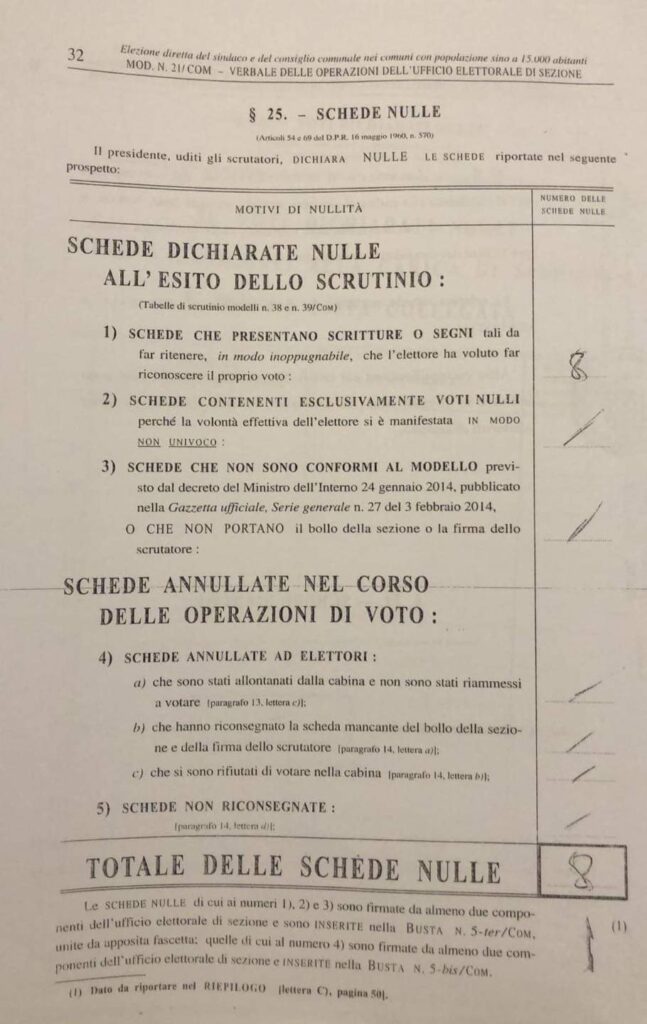 32
Elezione diretta del sindaco e del consiglio comunale nei comuni con popolazione sino a 15.000 abitanti
MOD. N. 21/COM – VERBALE DELLE OPERAZIONI DELL'UFFICIO ELETTORALE DI SEZIONE
§ 25. – SCHEDE NULLE
(Articoli 54 e 69 del D.P.R. 16 maggio 1960, n. 570)
Il presidente, uditi gli scrutatori, DICHIARA NULLE LE SCHEDE riportate nel seguente
prospetto:
MOTIVI DI NULLITÀ
NUMERO DELLE
SCHEDE NULLE
SCHEDE DICHIARATE NULLE
ALL'ESITO DELLO SCRUTINIO :
(Tabelle di scrutinio modelli n. 38 e n. 39/COM)
1) SCHEDE CHE PRESENTANO SCRITTURE O SEGNI tali da
far ritenere, in modo inoppugnabile, che l'elettore ha voluto far
riconoscere il proprio voto : 8
2) SCHEDE CONTENENTI ESCLUSIVAMENTE VOTI NULLI
perché la volontà effettiva dell'elettore si è manifestata IN MODO
NON UNIVOCO : /
3) SCHEDE CHE NON SONO CONFORMI AL MODELLO previ-
sto dal decreto del Ministro dell'Interno 24 gennaio 2014, pubblicato
nella Gazzetta ufficiale, Serie generale n. 27 del 3 febbraio 2014,
O CHE NON PORTANO il bollo della sezione o la firma dello
scrutatore : /
SCHEDE ANNULLATE NEL CORSO
DELLE OPERAZIONI DI VOTO :
4) SCHEDE ANNULLATE AD ELETTORI :
a) che sono stati allontanati dalla cabina e non sono stati riammessi
a votare [paragrafo 13, lettera c)]; /
b) che hanno riconsegnato la scheda mancante del bollo della sezio-
ne e della firma dello scrutatore [paragrafo 14, lettera a)]; /
c) che si sono rifiutati di votare nella cabina [paragrafo 14, lettera b)]; /
5) SCHEDE NON RICONSEGNATE :
[paragrafo 14, lettera d)]; /
TOTALE DELLE SCHEDE NULLE 8
Le SCHEDE NULLE di cui ai numeri 1), 2) e 3) sono firmate da almeno due compo-
nenti dell'ufficio elettorale di sezione e sono INSERITE nella BUSTA N. 5-ter/COM, (1)
unite da apposita fascetta; quelle di cui al numero 4) sono firmate da almeno due com-
ponenti dell'ufficio elettorale di sezione e INSERITE nella BUSTA N. 5-bis/COM.
(1) Dato da riportare nel RIEPILOGO [lettera C), pagina 50].